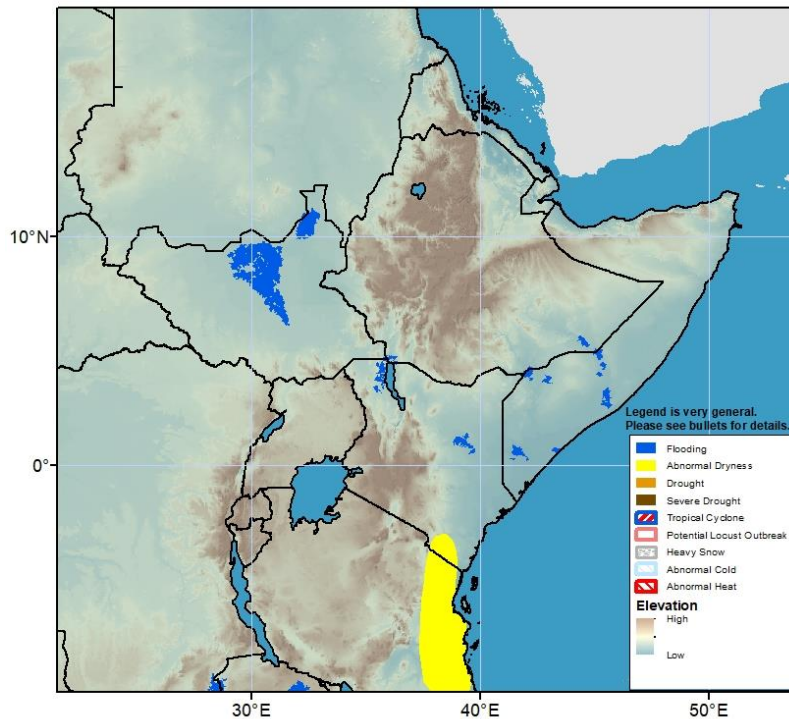 10°N
0°
30°E
40°E
50°E
Legend is very general.
Please see bullets for details.
Flooding
Abnormal Dryness
Drought
Severe Drought
Tropical Cyclone
Potential Locust Outbreak
Heavy Snow
Abnormal Cold
Abnormal Heat
Elevation
High
Low